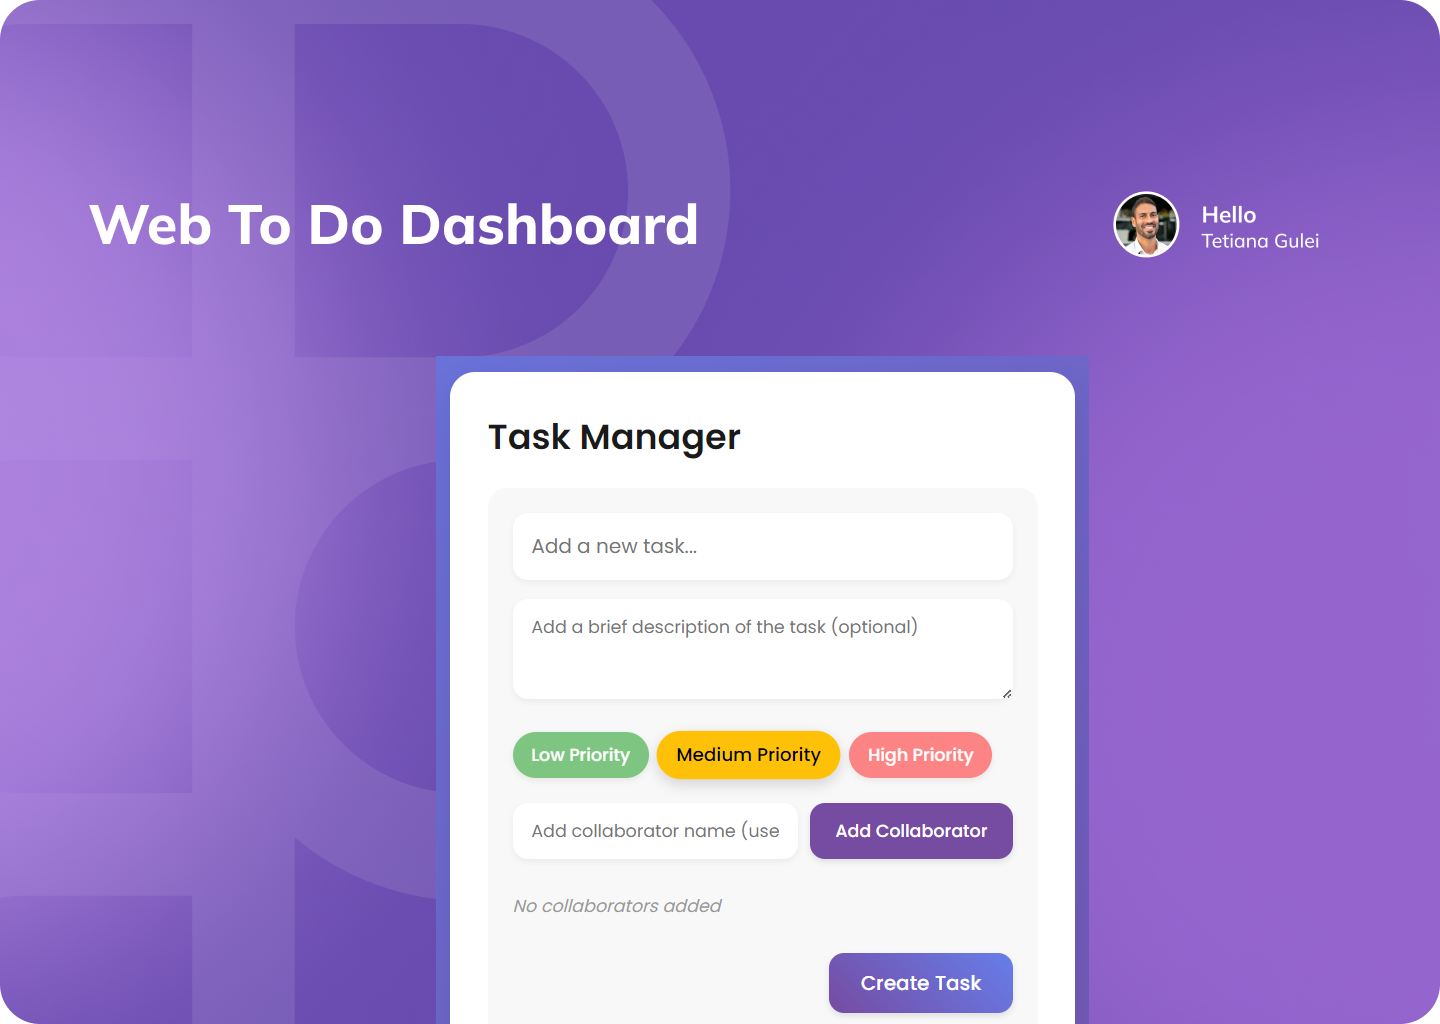 Web To Do Dashboard
Hello
Tetiana Gulei
Task Manager
Add a new task...
Add a brief description of the task (optional)
Low Priority
Medium Priority
High Priority
Add collaborator name (use
Add Collaborator
No collaborators added
Create Task